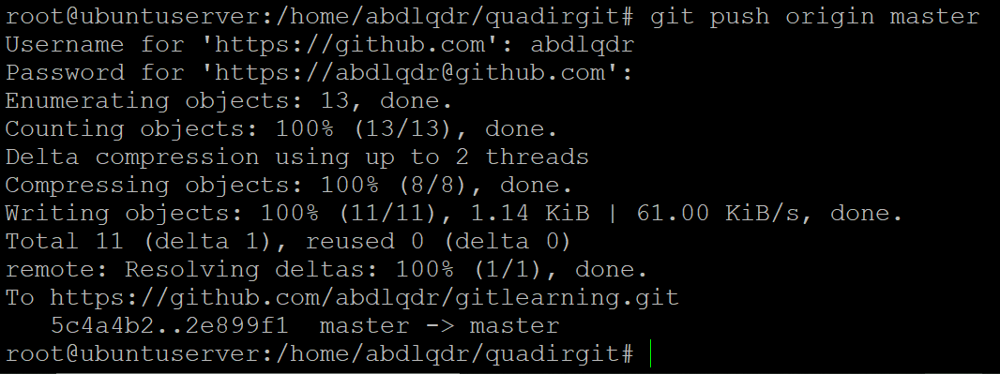 root@ubuntuserver:/home/abdlqdr/quadirgit# git push origin master
Username for 'https://github.com': abdlqdr
Password for 'https://abdlqdr@github.com':
Enumerating objects: 13, done.
Counting objects: 100% (13/13), done.
Delta compression using up to 2 threads
Compressing objects: 100% (8/8), done.
Writing objects: 100% (11/11), 1.14 KiB | 61.00 KiB/s, done.
Total 11 (delta 1), reused 0 (delta 0)
remote: Resolving deltas: 100% (1/1), done.
To https://github.com/abdlqdr/gitlearning.git
   5c4a4b2..2e899f1  master -> master
root@ubuntuserver:/home/abdlqdr/quadirgit#